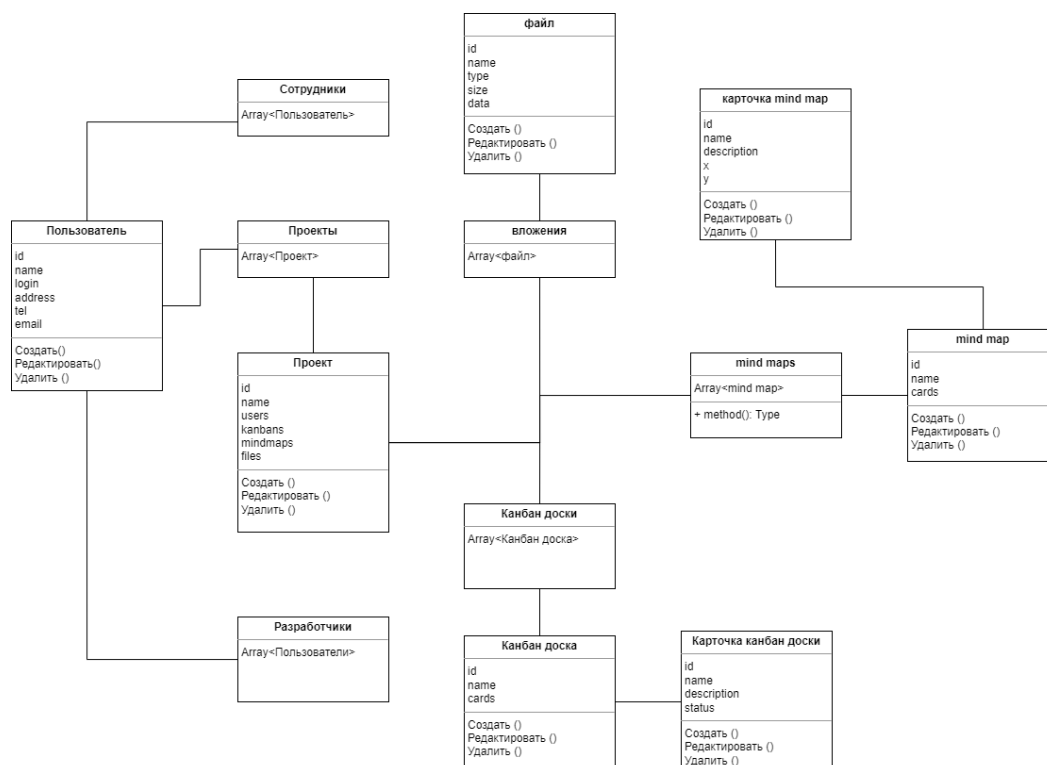 файл
id
name
type
size
data
Создать ()
Редактировать ()
Удалить ()
Сотрудники
Array<Пользователь>
карточка mind map
id
name
description
x
y
Создать ()
Редактировать ()
Удалить ()
Пользователь
id
name
login
address
tel
email
Создать()
Редактировать()
Удалить ()
Проекты
Array<Проект>
вложения
Array<файл>
Проект
id
name
users
kanbans
mindmaps
files
Создать ()
Редактировать ()
Удалить ()
mind maps
Array<mind map>
+ method(): Type
mind map
id
name
cards
Создать ()
Редактировать ()
Удалить ()
Канбан доски
Array<Канбан доска>
Разработчики
Array<Пользователи>
Канбан доска
id
name
cards
Создать ()
Редактировать ()
Удалить ()
Карточка канбан доски
id
name
description
status
Создать ()
Редактировать ()
Удалить ()